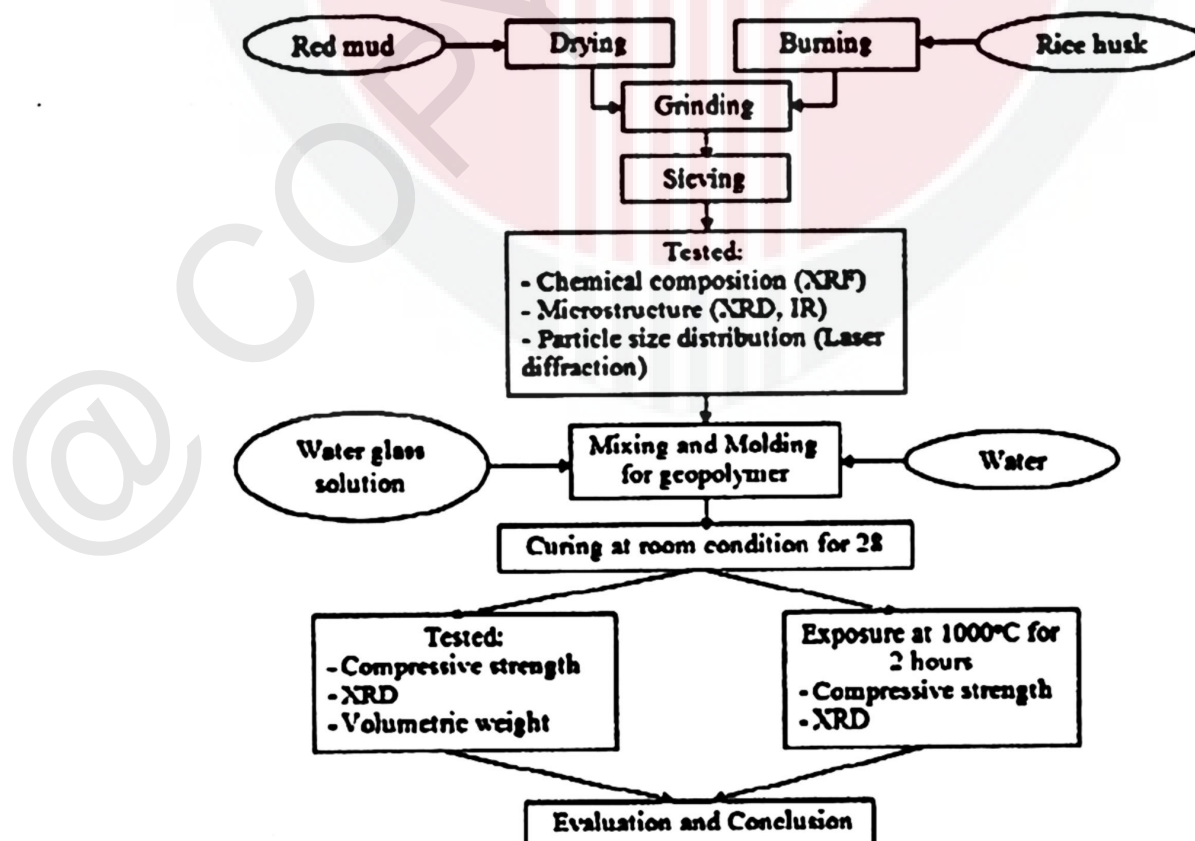 Red mud
Drying
Burning
Rice husk
Grinding
Sieving
Tested:
- Chemical composition (XRF)
- Microstructure (XRD, IR)
- Particle size distribution (Laser
diffraction)
Water glass
solution
Mixing and Molding
for geopolymer
Water
Curing at room condition for 28
Tested:
- Compressive strength
- XRD
- Volumetric weight
Exposure at 1000°C for
2 hours
- Compressive strength
- XRD
Evaluation and Conclusion
@ COPY